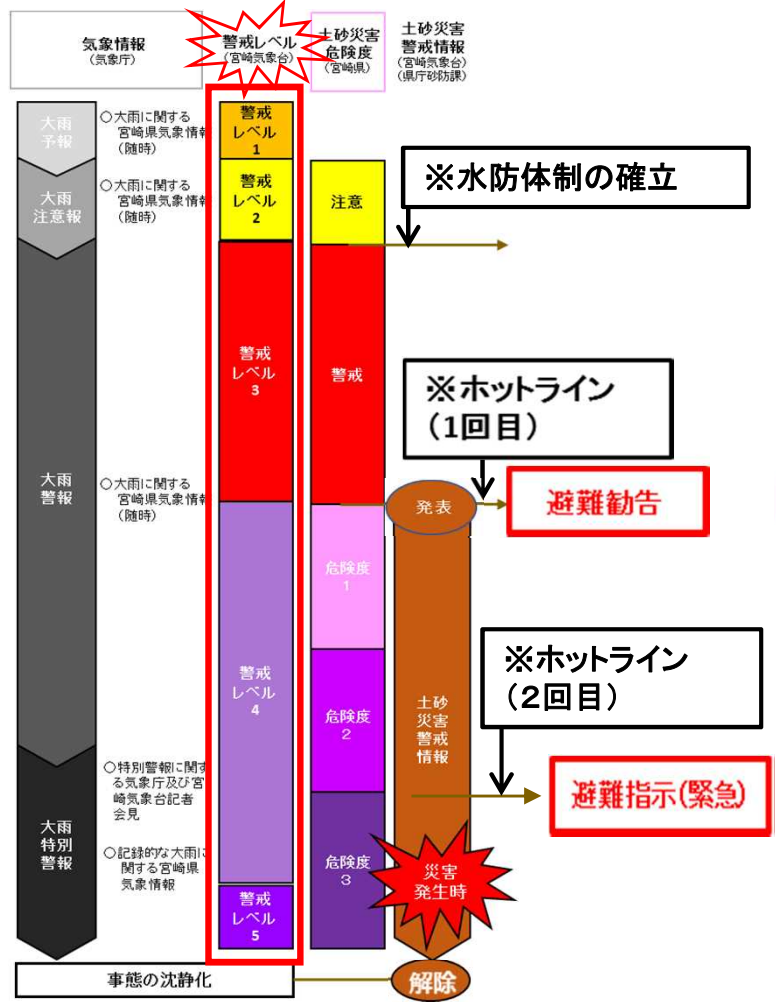 気象情報
(気象庁)
警戒レベル
(宮崎気象台)
土砂災害
危険度
(宮崎県)
土砂災害
警戒情報
(宮崎気象台)
(県庁砂防課)
大雨
予報
○大雨に関する
宮崎県気象情報
(随時)
警戒
レベル
1
大雨
注意報
○大雨に関する
宮崎県気象情報
(随時)
警戒
レベル
2
注意
※水防体制の確立
警戒
レベル
3
警戒
※ホットライン
(1回目)
大雨
警報
○大雨に関する
宮崎県気象情報
(随時)
発表
避難勧告
危険度
1
警戒
レベル
4
危険度
2
土砂
災害
警戒
情報
※ホットライン
(2回目)
避難指示(緊急)
大雨
特別
警報
○特別警報に関す
る気象庁及び宮
崎気象台記者
会見
○記録的な大雨に
関する宮崎県
気象情報
危険度
3
災害
発生時
警戒
レベル
5
事態の沈静化
解除